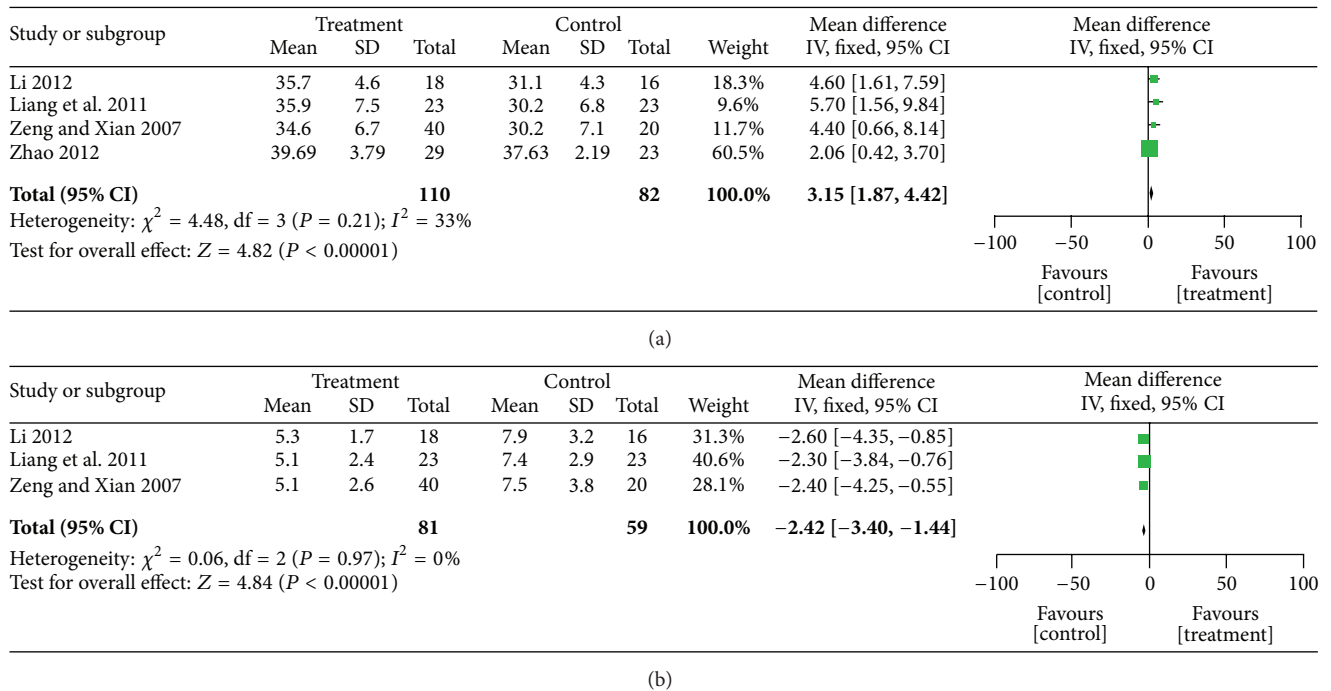 Study or subgroup Treatment Control Mean difference Mean difference
Mean SD Total Mean SD Total Weight IV, fixed, 95% CI IV, fixed, 95% CI
Li 2012 35.7 4.6 18 31.1 4.3 16 18.3% 4.60 [1.61, 7.59]
Liang et al. 2011 35.9 7.5 23 30.2 6.8 23 9.6% 5.70 [1.56, 9.84]
Zeng and Xian 2007 34.6 6.7 40 30.2 7.1 20 11.7% 4.40 [0.66, 8.14]
Zhao 2012 39.69 3.79 29 37.63 2.19 23 60.5% 2.06 [0.42, 3.70]
Total (95% CI) 110 82 100.0% 3.15 [1.87, 4.42]
Heterogeneity: χ² = 4.48, df = 3 (P = 0.21); I² = 33%
Test for overall effect: Z = 4.82 (P < 0.00001)
−100 −50 0 50 100
Favours Favours
[control] [treatment]
(a)
Study or subgroup Treatment Control Mean difference Mean difference
Mean SD Total Mean SD Total Weight IV, fixed, 95% CI IV, fixed, 95% CI
Li 2012 5.3 1.7 18 7.9 3.2 16 31.3% −2.60 [−4.35, −0.85]
Liang et al. 2011 5.1 2.4 23 7.4 2.9 23 40.6% −2.30 [−3.84, −0.76]
Zeng and Xian 2007 5.1 2.6 40 7.5 3.8 20 28.1% −2.40 [−4.25, −0.55]
Total (95% CI) 81 59 100.0% −2.42 [−3.40, −1.44]
Heterogeneity: χ² = 0.06, df = 2 (P = 0.97); I² = 0%
Test for overall effect: Z = 4.84 (P < 0.00001)
−100 −50 0 50 100
Favours Favours
[control] [treatment]
(b)